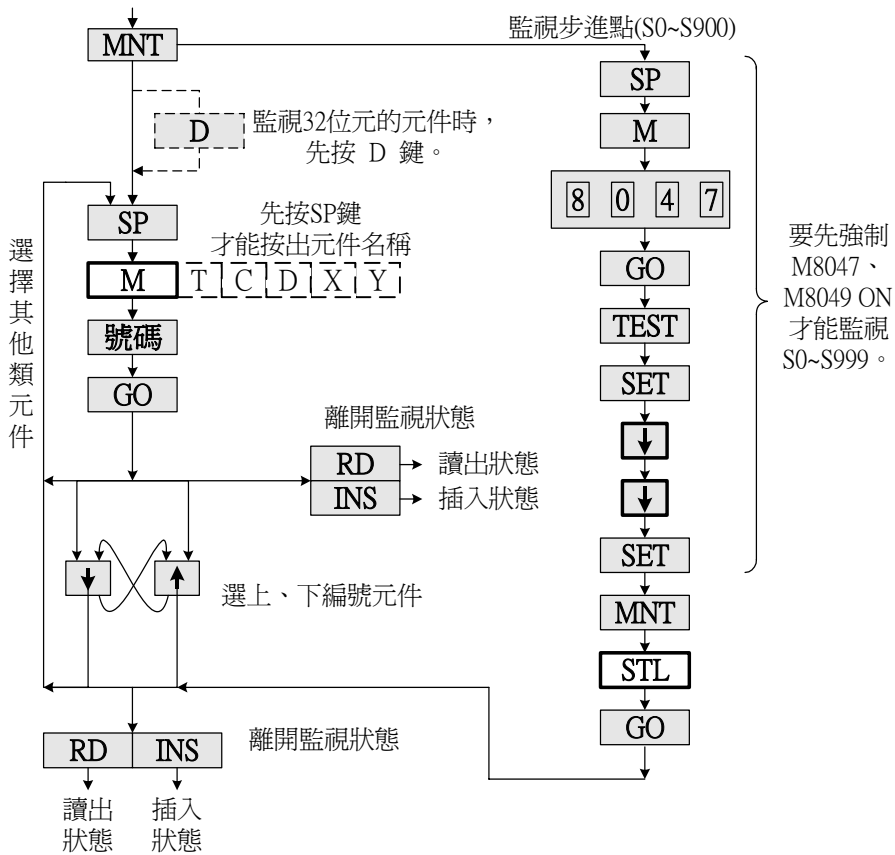 MNT
監視步進點(S0~S900)
D
監視32位元的元件時，
先按 D 鍵。
SP
先按SP鍵
才能按出元件名稱
M T C D X Y
號碼
GO
選擇其他類元件
離開監視狀態
RD 讀出狀態
INS 插入狀態
選上、下編號元件
RD INS
離開監視狀態
讀出
狀態
插入
狀態
SP
M
8 0 4 7
GO
TEST
SET
↓
↓
SET
MNT
STL
GO
要先強制
M8047、
M8049 ON
才能監視
S0~S999。